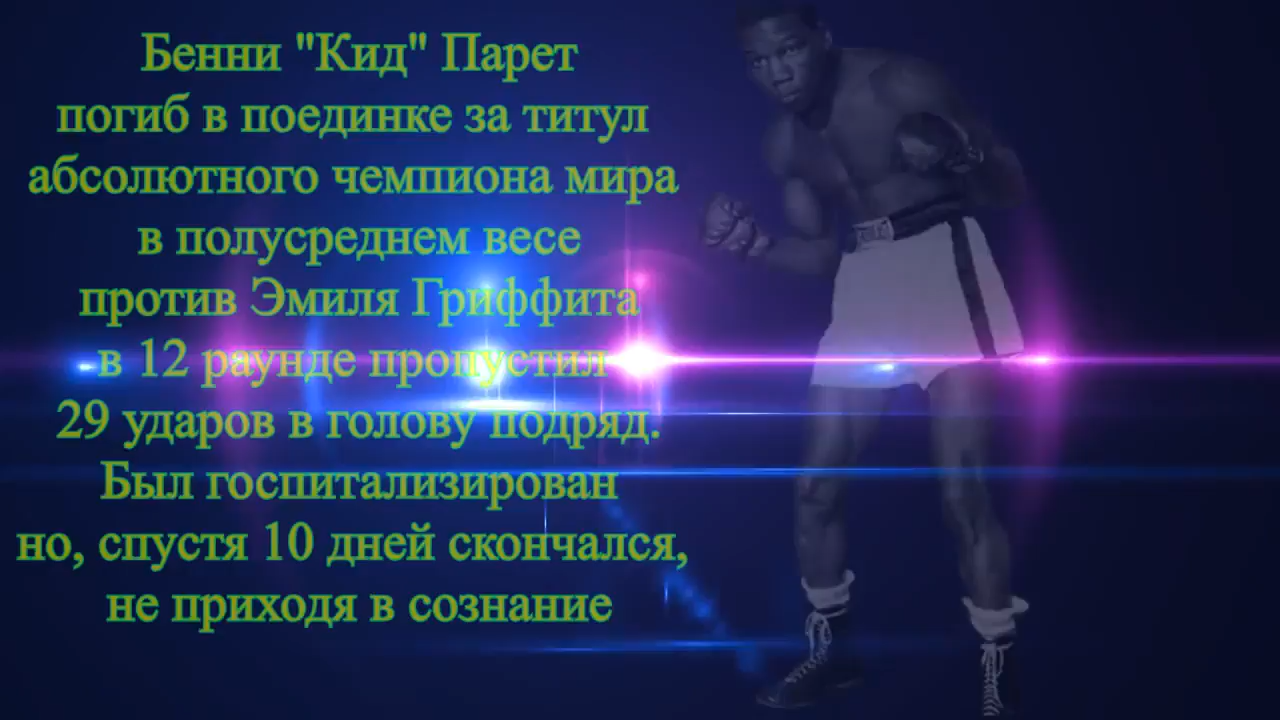 Бенни "Кид" Парет
погиб в поединке за титул
абсолютного чемпиона мира
в полусреднем весе
против Эмиля Гриффита
в 12 раунде пропустил
29 ударов в голову подряд.
Был госпитализирован
но, спустя 10 дней скончался,
не приходя в сознание